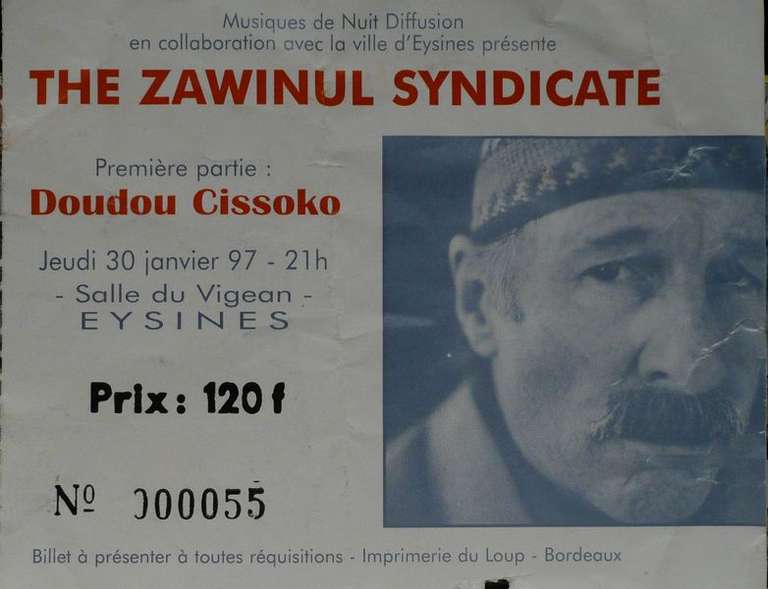 Musiques de Nuit Diffusion
en collaboration avec la ville d'Eysines présente
THE ZAWINUL SYNDICATE
Première partie :
Doudou Cissoko
Jeudi 30 janvier 97 - 21h
- Salle du Vigean -
EYSINES
Prix : 120 f
Nº 000055
Billet à présenter à toutes réquisitions - Imprimerie du Loup - Bordeaux